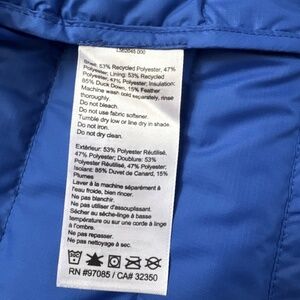 Shell: 53% Recycled Polyester, 47%
Polyester; Lining: 53% Recycled
Polyester, 47% Polyester; Insulation:
85% Duck Down, 15% Feather
Machine wash cold separately, rinse
thoroughly.
Do not bleach.
Do not use fabric softener.
Tumble dry low or line dry in shade.
Do not iron.
Do not dry clean.
Extérieur: 53% Polyester Réutilisé,
47% Polyester; Doublure: 53%
Polyester Réutilisé, 47% Polyester;
Isolant: 85% Duvet de Canard, 15%
Plumes
Laver à la machine séparément à
l'eau froide, bien rincer.
Ne pas blanchir.
Ne pas utiliser d'assouplissant.
Sécher au sèche-linge à basse
température ou sur une corde à
l'ombre.
Ne pas repasser.
Ne pas nettoyage à sec.
RN #97085 / CA# 32350